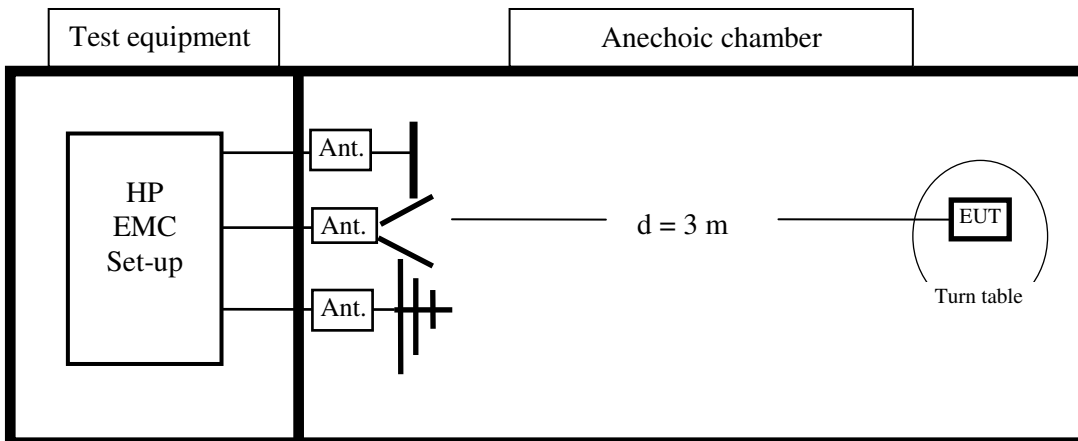 Test equipment
Anechoic chamber
Ant.
HP
EMC
Set-up
Ant.
d = 3 m
EUT
Ant.
Turn table